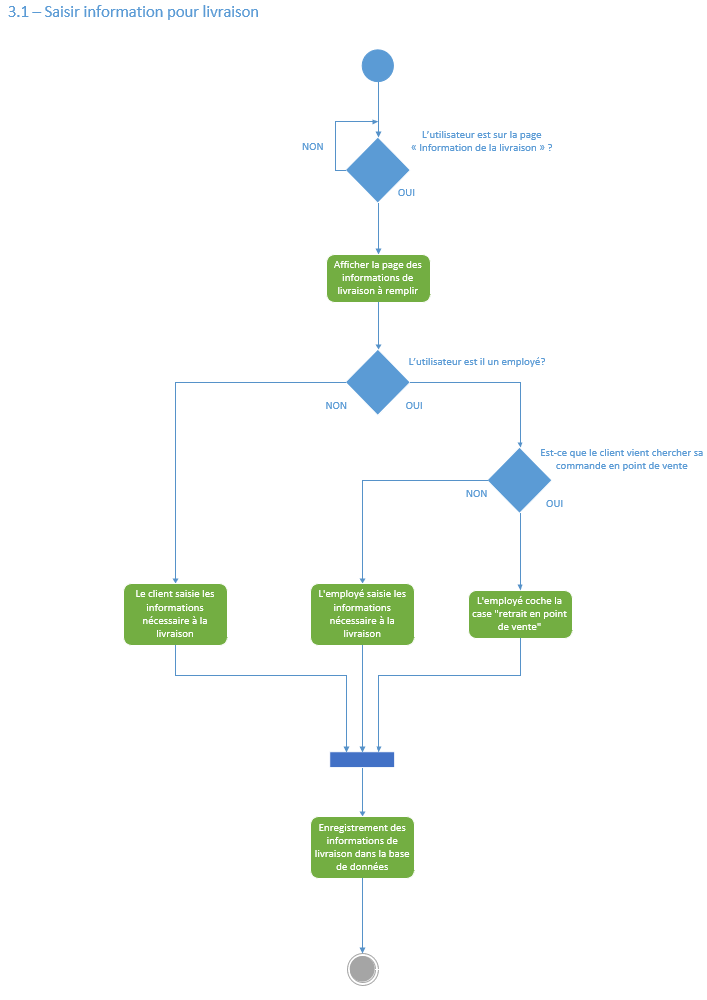 3.1 – Saisir information pour livraison
L'utilisateur est sur la page
« Information de la livraison » ?
NON
OUI
Afficher la page des
informations de
livraison à remplir
L'utilisateur est il un employé?
NON
OUI
Est-ce que le client vient chercher sa
commande en point de vente
NON
OUI
Le client saisie les
informations
nécessaire à la
livraison
L'employé saisie les
informations
nécessaire à la
livraison
L'employé coche la
case "retrait en point
de vente"
Enregistrement des
informations de
livraison dans la base
de données